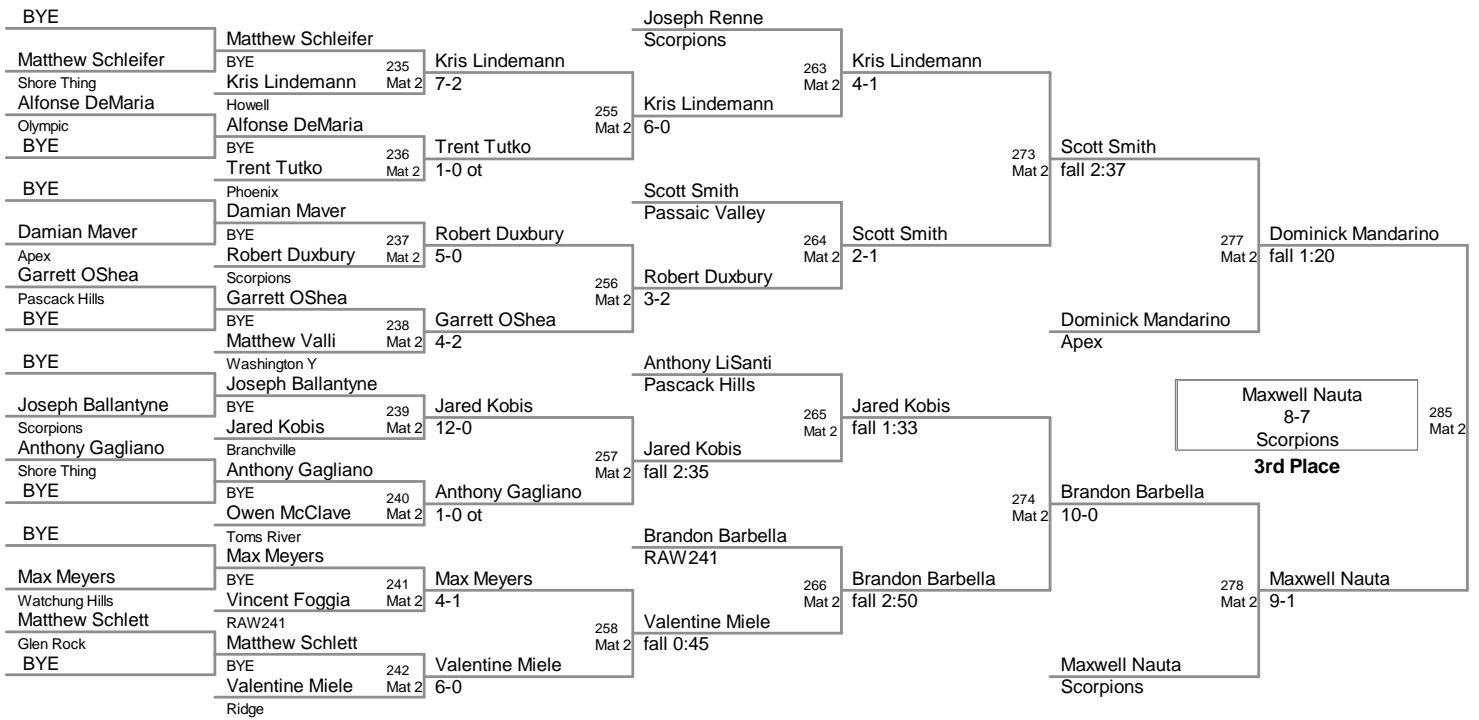 BYE
Matthew Schleifer
Shore Thing
Alfonse DeMaria
Olympic
BYE
BYE
Damian Maver
Apex
Garrett OShea
Pascack Hills
BYE
BYE
Joseph Ballantyne
Scorpions
Anthony Gagliano
Shore Thing
BYE
BYE
Max Meyers
Watchung Hills
Matthew Schlett
Glen Rock
BYE
Matthew Schleifer
BYE
235
Kris Lindemann
Mat 2
Howell
Alfonse DeMaria
BYE
236
Trent Tutko
Mat 2
Phoenix
Damian Maver
BYE
237
Robert Duxbury
Mat 2
Scorpions
Garrett OShea
BYE
238
Matthew Valli
Mat 2
Washington Y
Joseph Ballantyne
BYE
239
Jared Kobis
Mat 2
Branchville
Anthony Gagliano
BYE
240
Owen McClave
Mat 2
Toms River
Max Meyers
BYE
241
Vincent Foggia
Mat 2
RAW241
Matthew Schlett
BYE
242
Valentine Miele
Mat 2
Ridge
Kris Lindemann
7-2
255
Mat 2
Trent Tutko
1-0 ot
Robert Duxbury
5-0
256
Mat 2
Garrett OShea
4-2
Jared Kobis
12-0
257
Mat 2
Anthony Gagliano
1-0 ot
Max Meyers
4-1
258
Mat 2
Valentine Miele
6-0
Joseph Renne
Scorpions
263
Mat 2
Kris Lindemann
6-0
Scott Smith
Passaic Valley
264
Mat 2
Robert Duxbury
3-2
Anthony LiSanti
Pascack Hills
265
Mat 2
Jared Kobis
fall 2:35
Brandon Barbella
RAW241
266
Mat 2
Valentine Miele
fall 0:45
Kris Lindemann
4-1
273
Mat 2
Scott Smith
2-1
Jared Kobis
fall 1:33
274
Mat 2
Brandon Barbella
fall 2:50
Scott Smith
fall 2:37
277
Mat 2
Dominick Mandarino
Apex
Brandon Barbella
10-0
278
Mat 2
Maxwell Nauta
Scorpions
Dominick Mandarino
fall 1:20
285
Mat 2
Maxwell Nauta
9-1
Maxwell Nauta
8-7
Scorpions
3rd Place